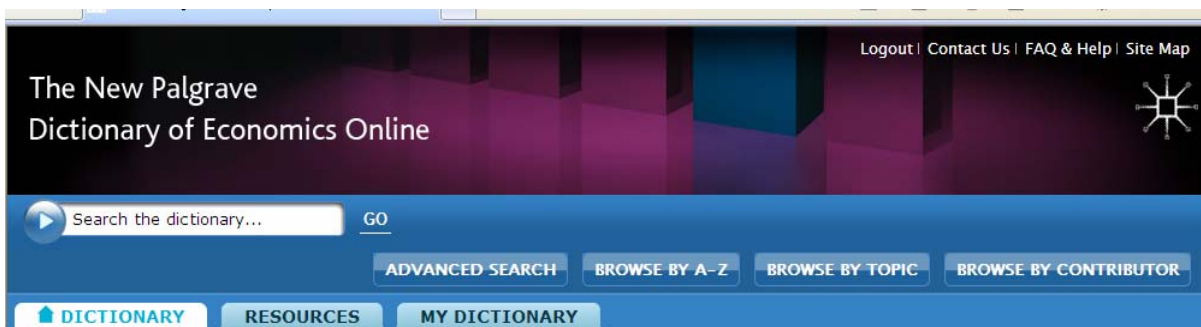 Logout | Contact Us | FAQ & Help | Site Map
The New Palgrave
Dictionary of Economics Online
Search the dictionary... GO
ADVANCED SEARCH BROWSE BY A-Z BROWSE BY TOPIC BROWSE BY CONTRIBUTOR
DICTIONARY RESOURCES MY DICTIONARY